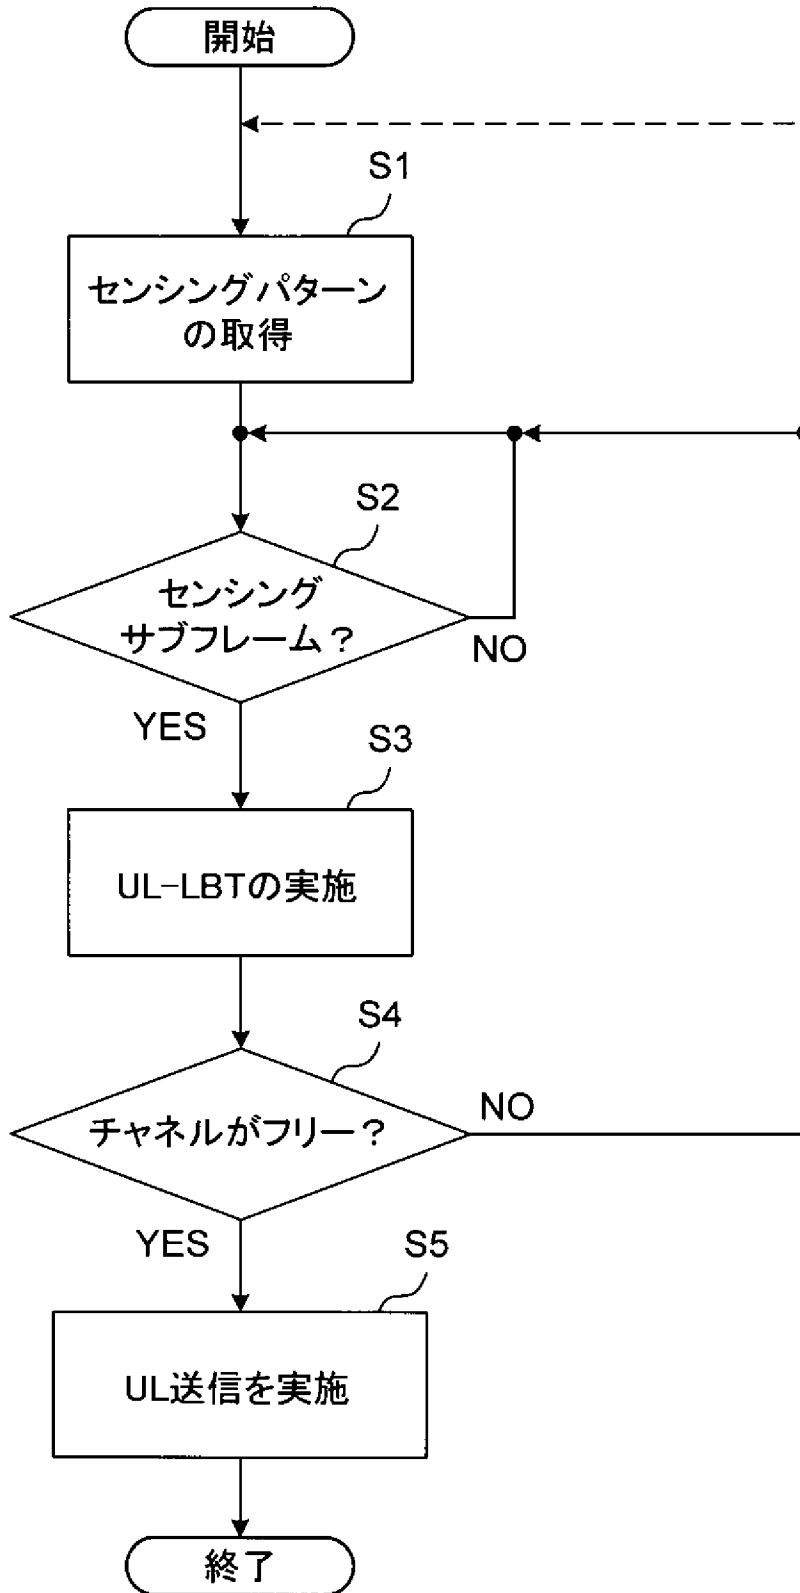 開始
S1
センシングパターン
の取得
S2
センシング
サブフレーム?
NO
YES
S3
UL-LBTの実施
S4
チャネルがフリー?
NO
YES
S5
UL送信を実施
終了